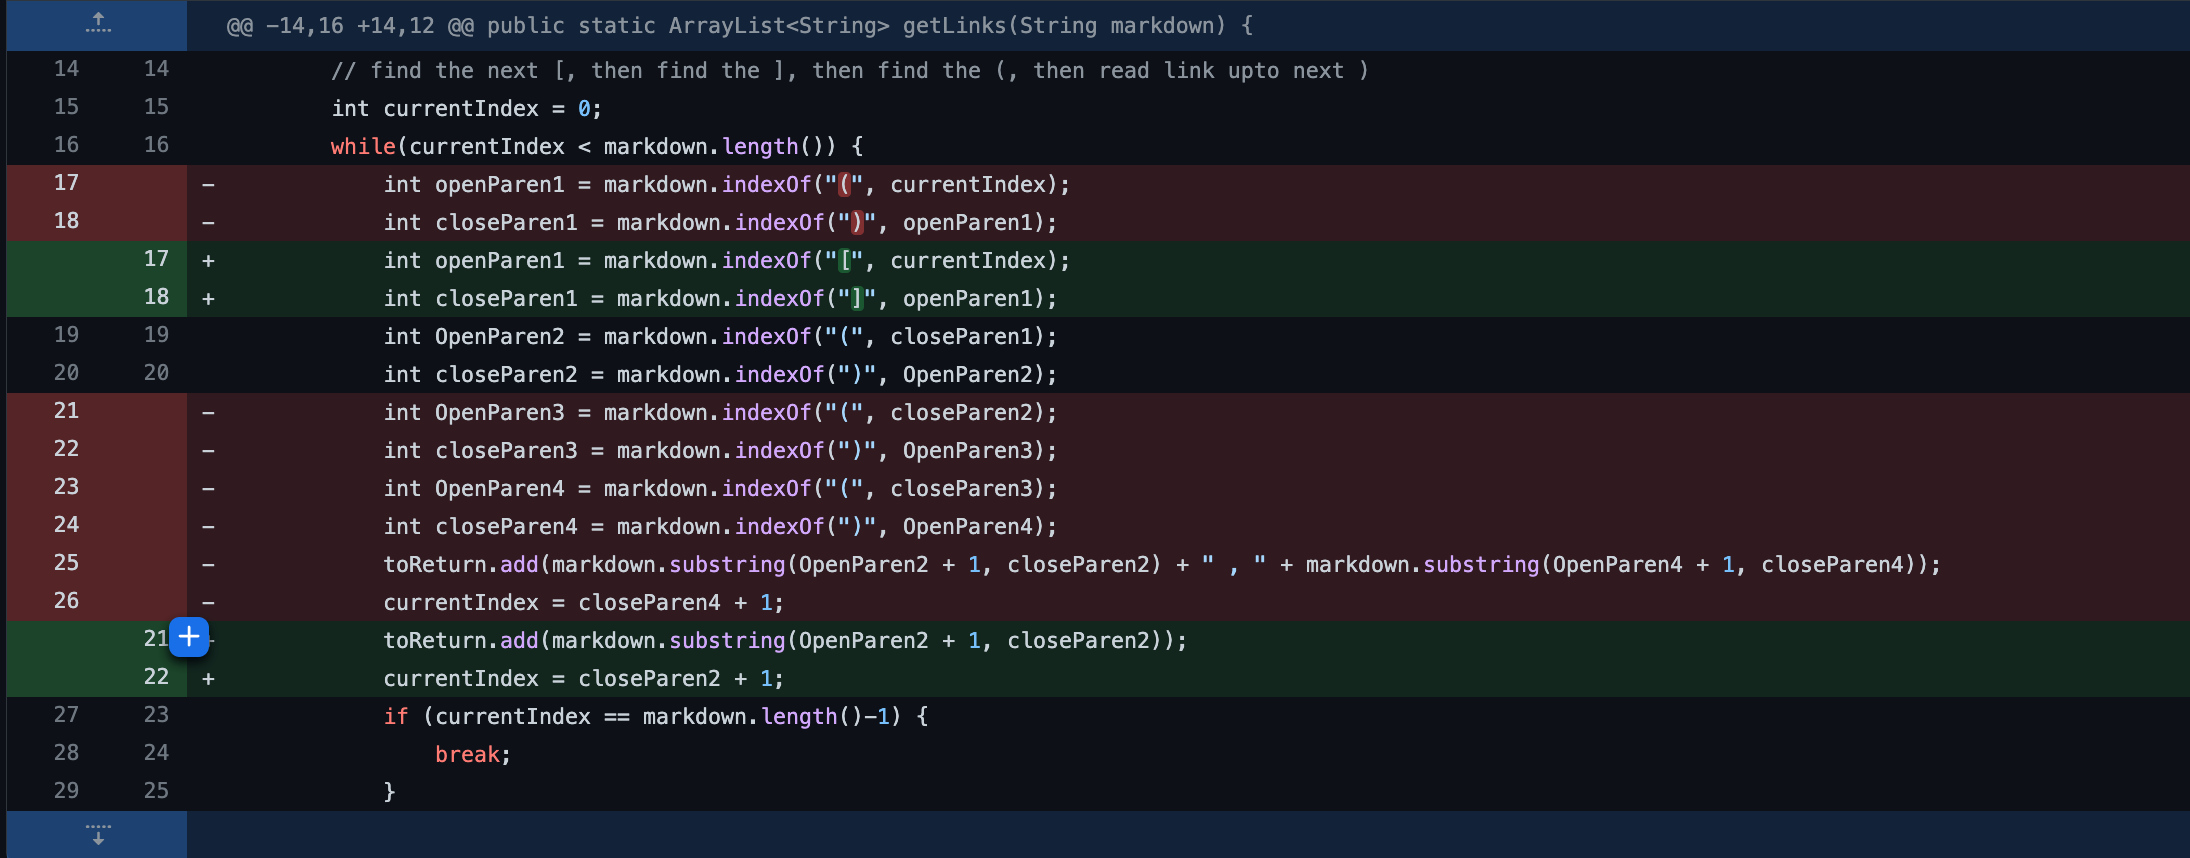 @@ -14,16 +14,12 @@ public static ArrayList<String> getLinks(String markdown) {
14 14 // find the next [, then find the ], then find the (, then read link upto next )
15 15 int currentIndex = 0;
16 16 while(currentIndex < markdown.length()) {
17 - int openParen1 = markdown.indexOf("(", currentIndex);
18 - int closeParen1 = markdown.indexOf(")", openParen1);
17 + int openParen1 = markdown.indexOf("[", currentIndex);
18 + int closeParen1 = markdown.indexOf("]", openParen1);
19 19 int OpenParen2 = markdown.indexOf("(", closeParen1);
20 20 int closeParen2 = markdown.indexOf(")", OpenParen2);
21 - int OpenParen3 = markdown.indexOf("(", closeParen2);
22 - int closeParen3 = markdown.indexOf(")", OpenParen3);
23 - int OpenParen4 = markdown.indexOf("(", closeParen3);
24 - int closeParen4 = markdown.indexOf(")", OpenParen4);
25 - toReturn.add(markdown.substring(OpenParen2 + 1, closeParen2) + " , " + markdown.substring(OpenParen4 + 1, closeParen4));
26 - currentIndex = closeParen4 + 1;
21 + toReturn.add(markdown.substring(OpenParen2 + 1, closeParen2));
22 + currentIndex = closeParen2 + 1;
27 23 if (currentIndex == markdown.length()-1) {
28 24 break;
29 25 }